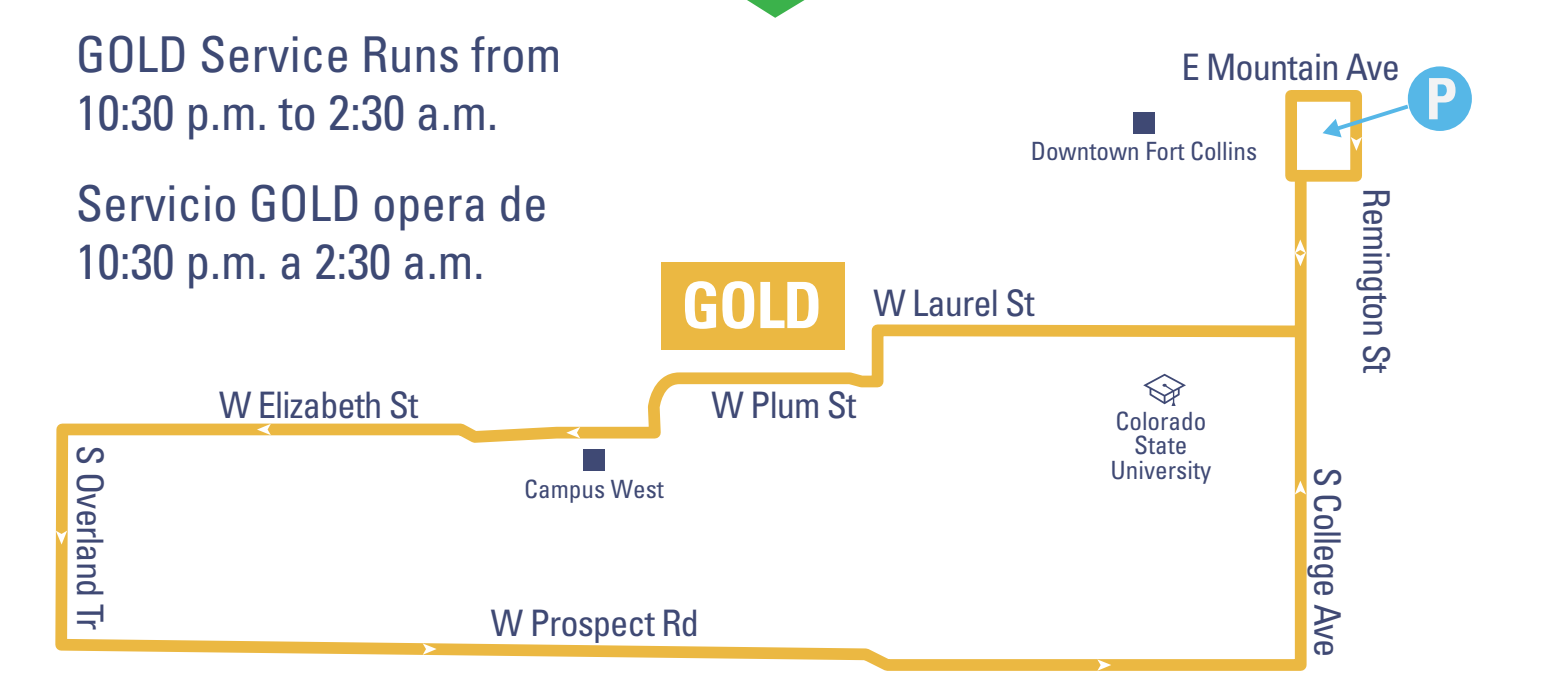 GOLD Service Runs from
10:30 p.m. to 2:30 a.m.
Servicio GOLD opera de
10:30 p.m. a 2:30 a.m.
E Mountain Ave
P
Downtown Fort Collins
Remington St
GOLD
W Laurel St
W Elizabeth St
W Plum St
Colorado
State
University
S Overland Tr
Campus West
S College Ave
W Prospect Rd